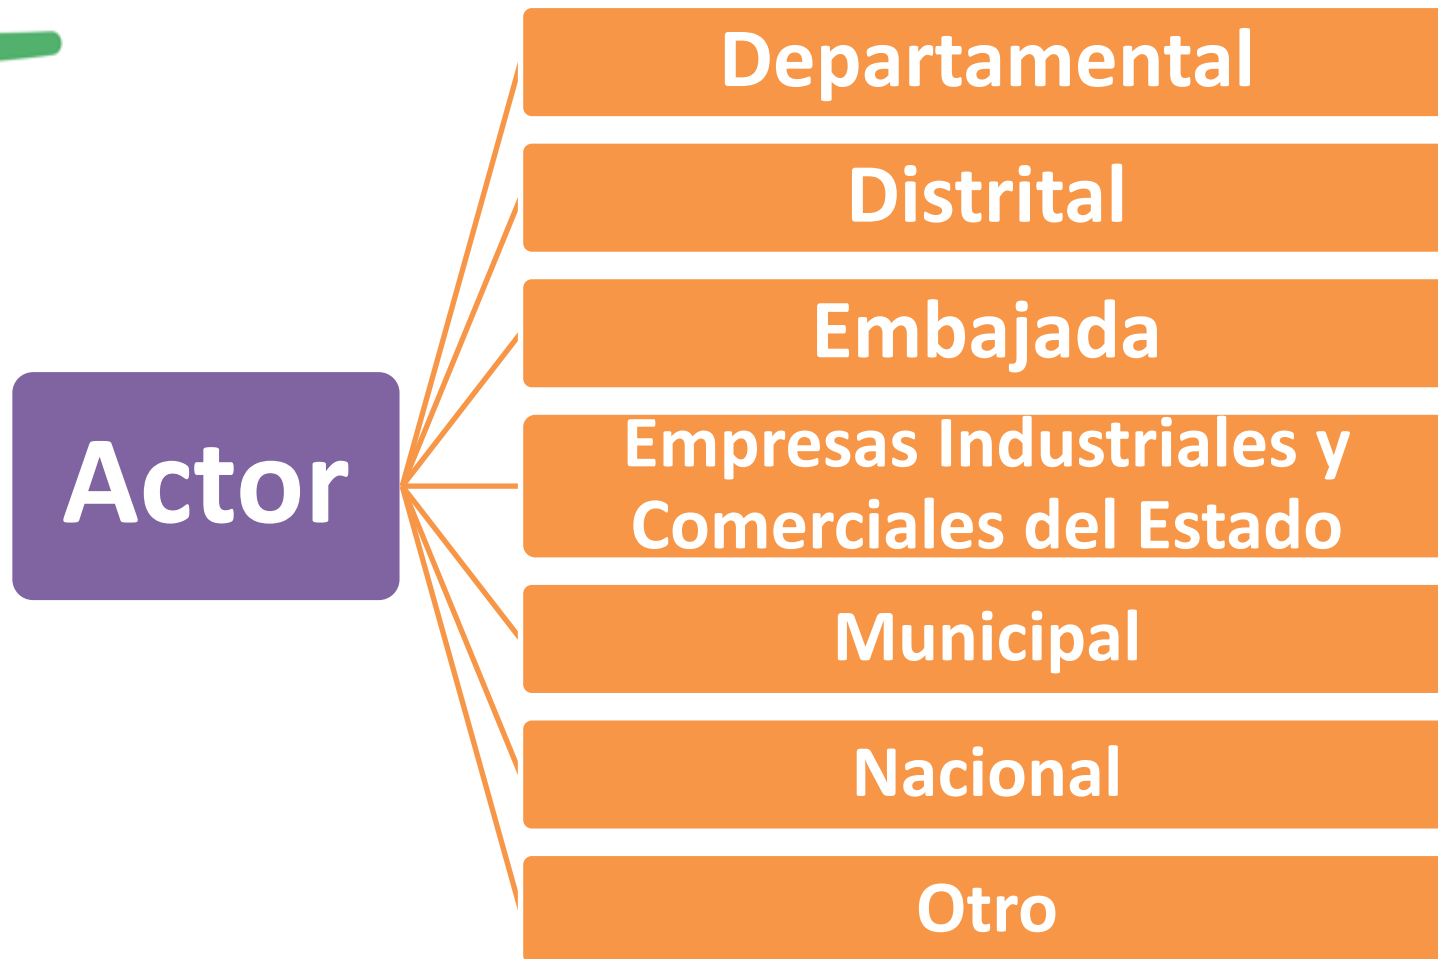 Actor
Departamental
Distrital
Embajada
Empresas Industriales y
Comerciales del Estado
Municipal
Nacional
Otro